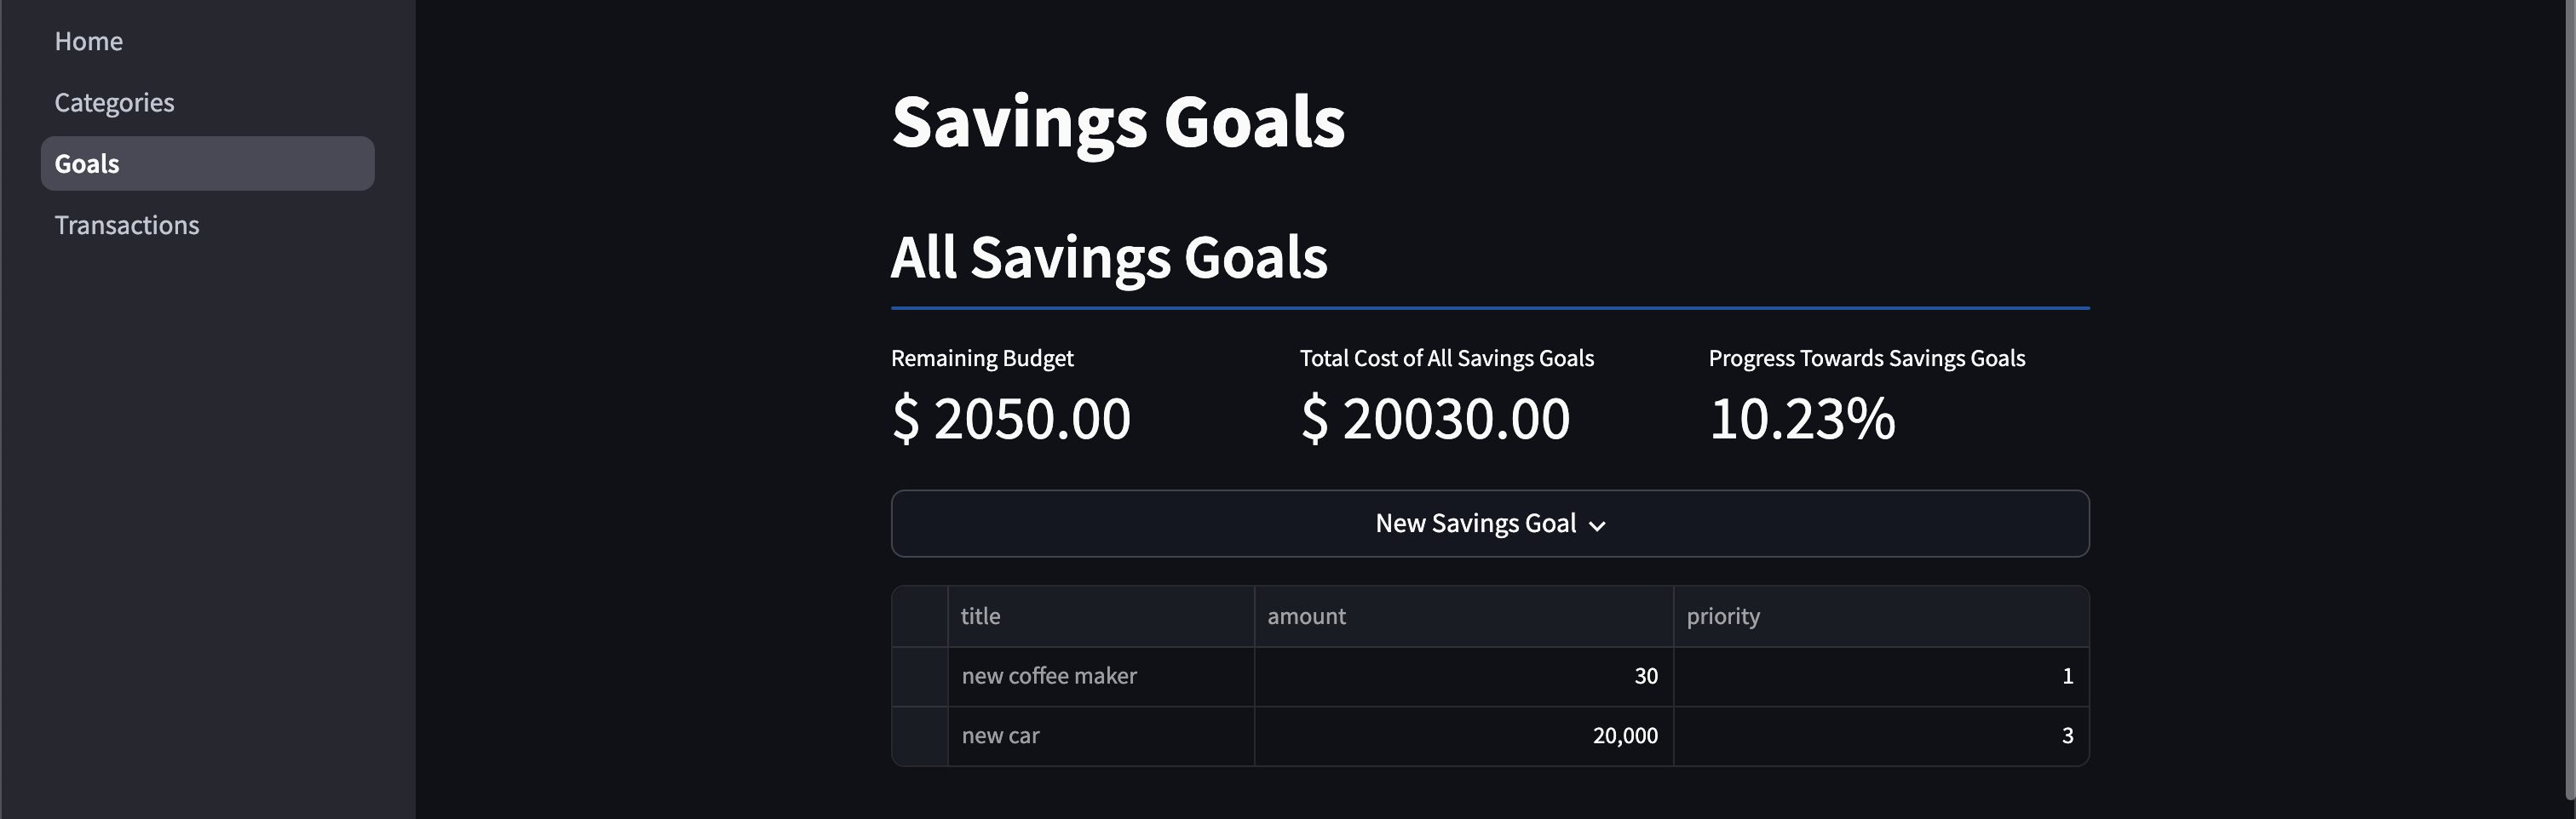 Home
Categories
Goals
Transactions
Savings Goals
All Savings Goals
Remaining Budget
$ 2050.00
Total Cost of All Savings Goals
$ 20030.00
Progress Towards Savings Goals
10.23%
New Savings Goal
title amount priority
new coffee maker 30 1
new car 20,000 3